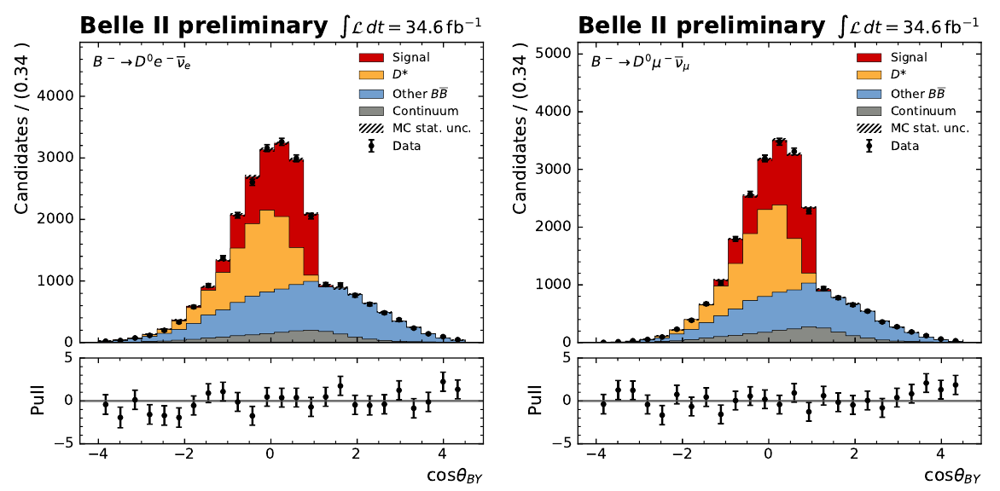 Belle II preliminary ∫ℒ dt = 34.6 fb⁻¹
B⁻ → D⁰e⁻ν̅ₑ
Signal
D*
Other BB̅
Continuum
MC stat. unc.
Data
Candidates / (0.34 )
4000
3000
2000
1000
0
Pull
5
0
−5
−4 −2 0 2 4
cosθ_BY
Belle II preliminary ∫ℒ dt = 34.6 fb⁻¹
B⁻ → D⁰μ⁻ν̅_μ
Signal
D*
Other BB̅
Continuum
MC stat. unc.
Data
Candidates / (0.34 )
5000
4000
3000
2000
1000
0
Pull
5
0
−5
−4 −2 0 2 4
cosθ_BY